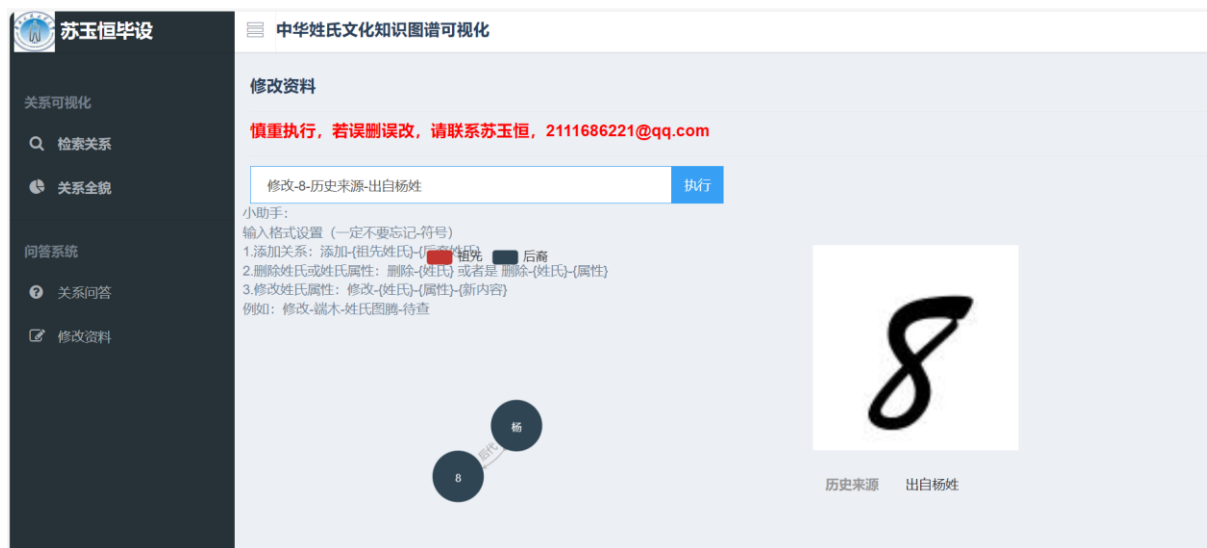 苏玉恒毕设
中华姓氏文化知识图谱可视化
关系可视化
检索关系
关系全貌
问答系统
关系问答
修改资料
修改资料
慎重执行，若误删误改，请联系苏玉恒，2111686221@qq.com
修改-8-历史来源-出自杨姓 执行
小助手：
输入格式设置（一定不要忘记-符号）
1.添加关系：添加-{祖先姓氏}-{后裔姓氏}
祖先 后裔
2.删除姓氏或姓氏属性：删除-{姓氏} 或者是 删除-{姓氏}-{属性}
3.修改姓氏属性：修改-{姓氏}-{属性}-{新内容}
例如：修改-端木-姓氏图腾-待查
杨
后代
8
8
历史来源 出自杨姓